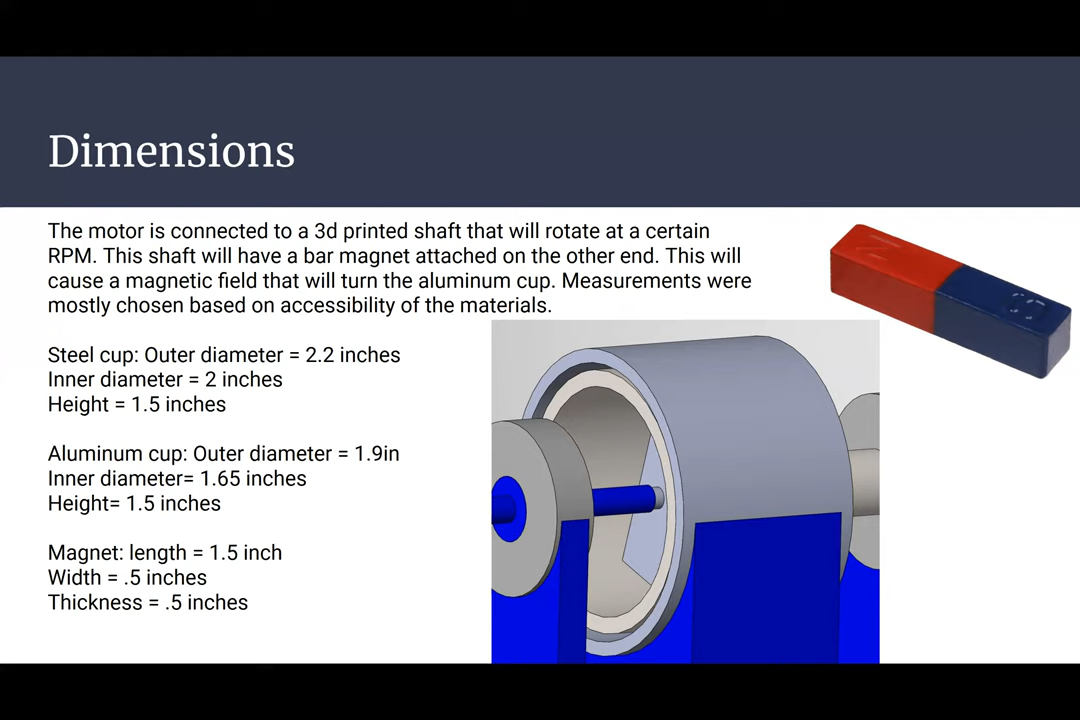 Dimensions
The motor is connected to a 3d printed shaft that will rotate at a certain
RPM. This shaft will have a bar magnet attached on the other end. This will
cause a magnetic field that will turn the aluminum cup. Measurements were
mostly chosen based on accessibility of the materials.
Steel cup: Outer diameter = 2.2 inches
Inner diameter = 2 inches
Height = 1.5 inches
Aluminum cup: Outer diameter = 1.9in
Inner diameter= 1.65 inches
Height= 1.5 inches
Magnet: length = 1.5 inch
Width = .5 inches
Thickness = .5 inches
N
S